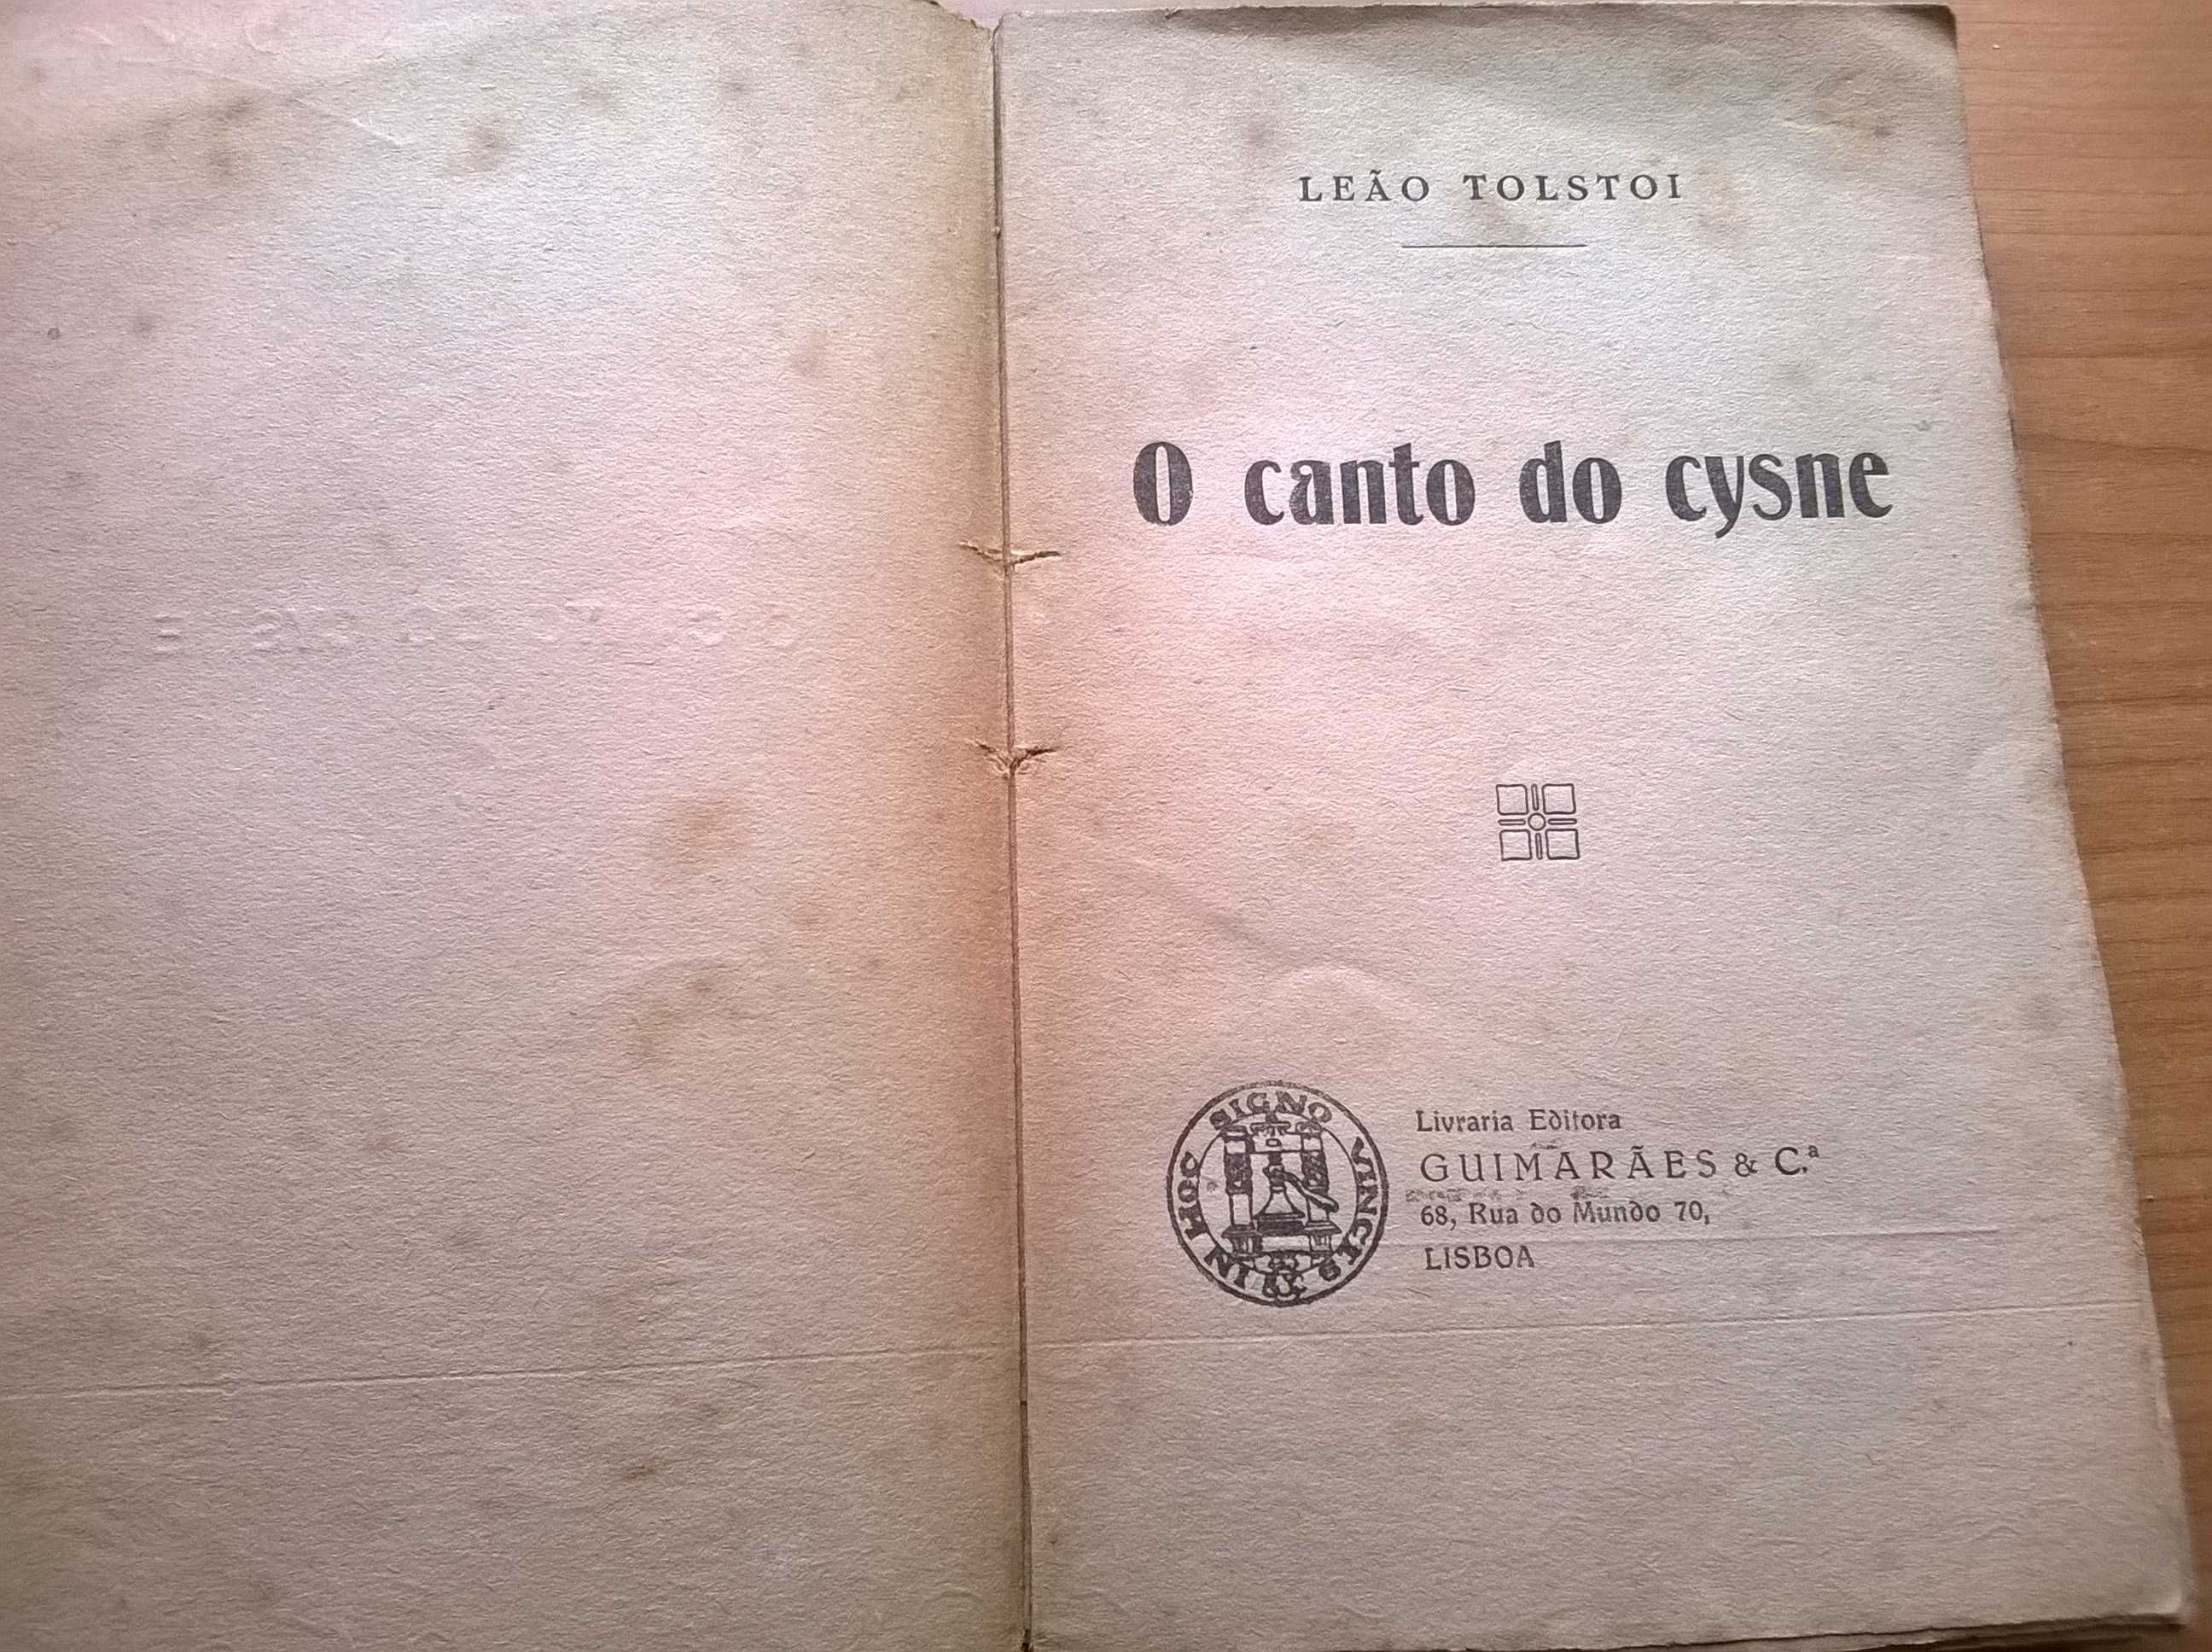 LEÃO TOLSTOI
O canto do cysne
IN HOC SIGNO VINCES
Livraria Editora
GUIMARÃES & C.ª
68, Rua do Mundo 70,
LISBOA